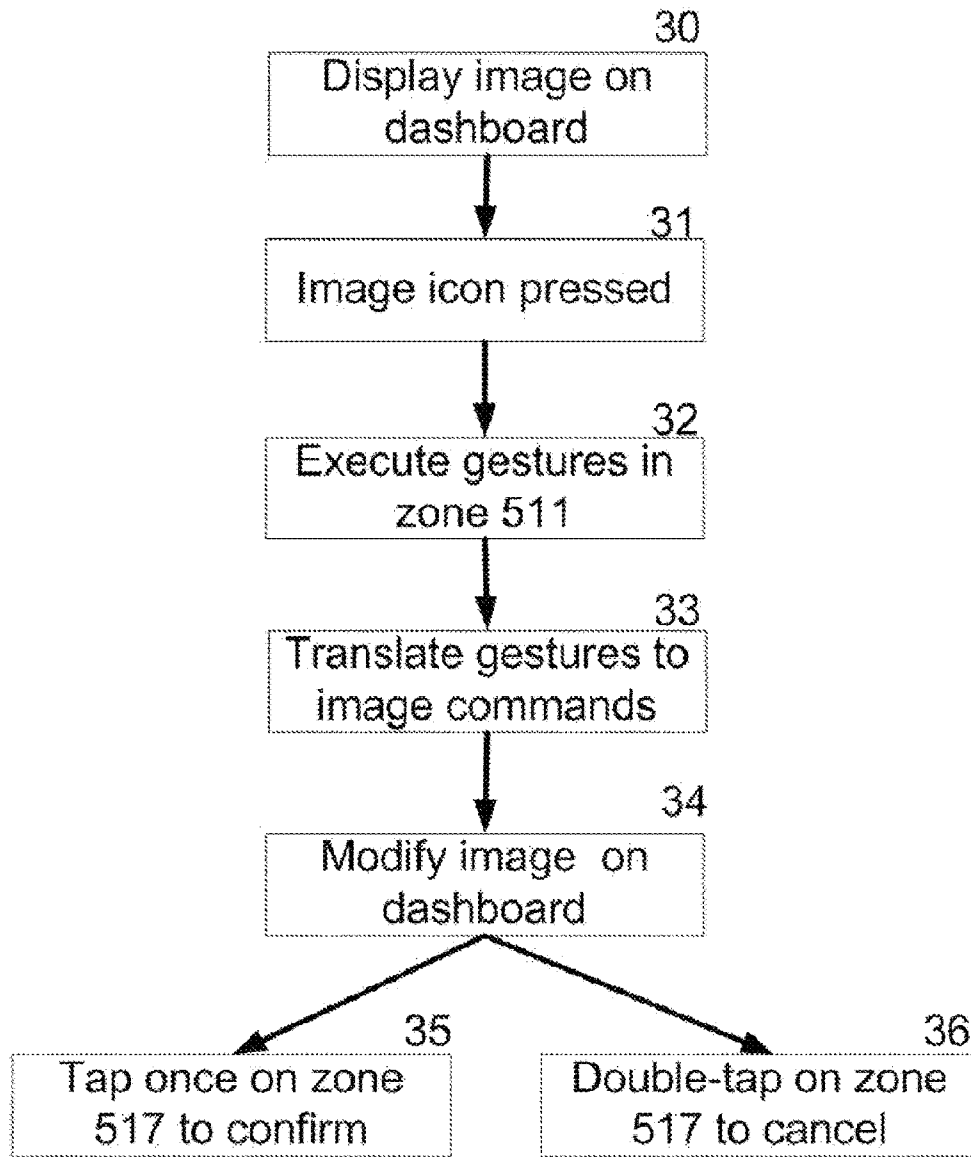 30
Display image on
dashboard
31
Image icon pressed
32
Execute gestures in
zone 511
33
Translate gestures to
image commands
34
Modify image on
dashboard
35
Tap once on zone
517 to confirm
36
Double-tap on zone
517 to cancel